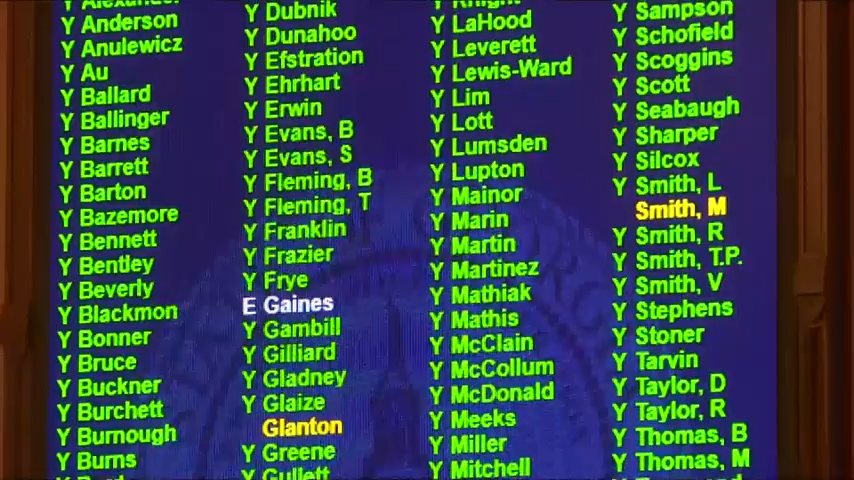 Y Alexander
Y Anderson
Y Anulewicz
Y Au
Y Ballard
Y Ballinger
Y Barnes
Y Barrett
Y Barton
Y Bazemore
Y Bennett
Y Bentley
Y Beverly
Y Blackmon
Y Bonner
Y Bruce
Y Buckner
Y Burchett
Y Burnough
Y Burns
Y Dubnik
Y Dunahoo
Y Efstration
Y Ehrhart
Y Erwin
Y Evans, B
Y Evans, S
Y Fleming, B
Y Fleming, T
Y Franklin
Y Frazier
Y Frye
E Gaines
Y Gambill
Y Gilliard
Y Gladney
Y Glaize
Glanton
Y Greene
Y Gullett
Y Knight
Y LaHood
Y Leverett
Y Lewis-Ward
Y Lim
Y Lott
Y Lumsden
Y Lupton
Y Mainor
Y Marin
Y Martin
Y Martinez
Y Mathiak
Y Mathis
Y McClain
Y McCollum
Y McDonald
Y Meeks
Y Miller
Y Mitchell
Y Sampson
Y Schofield
Y Scoggins
Y Scott
Y Seabaugh
Y Sharper
Y Silcox
Y Smith, L
Smith, M
Y Smith, R
Y Smith, T.P.
Y Smith, V
Y Stephens
Y Stoner
Y Tarvin
Y Taylor, D
Y Taylor, R
Y Thomas, B
Y Thomas, M